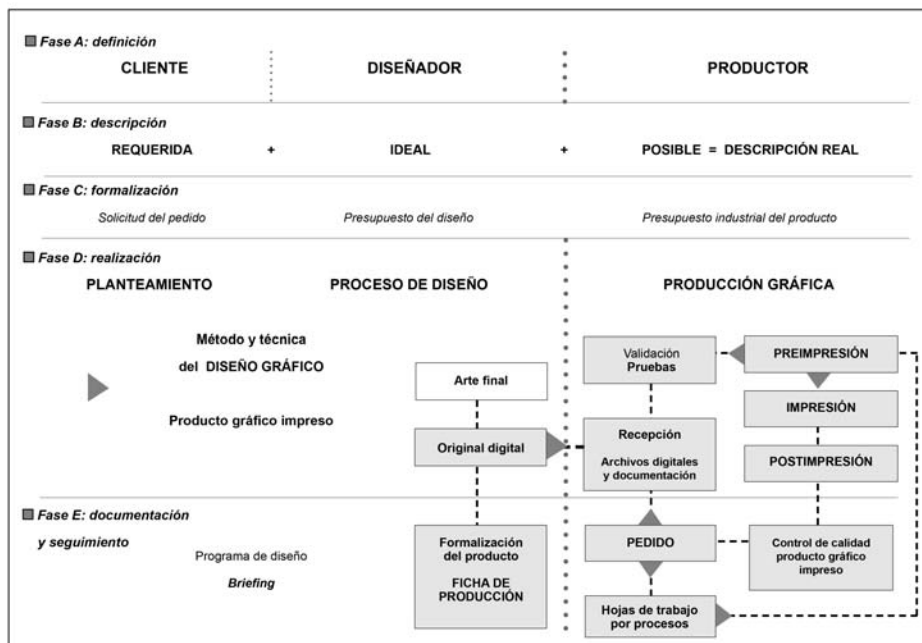 Fase A: definición
CLIENTE DISEÑADOR PRODUCTOR
Fase B: descripción
REQUERIDA + IDEAL + POSIBLE = DESCRIPCIÓN REAL
Fase C: formalización
Solicitud del pedido Presupuesto del diseño Presupuesto industrial del producto
Fase D: realización
PLANTEAMIENTO PROCESO DE DISEÑO PRODUCCIÓN GRÁFICA
Método y técnica
del DISEÑO GRÁFICO
Producto gráfico impreso
Arte final
Original digital
Validación
Pruebas
PREIMPRESIÓN
IMPRESIÓN
POSTIMPRESIÓN
Recepción
Archivos digitales
y documentación
Fase E: documentación
y seguimiento
Programa de diseño
Briefing
Formalización
del producto
FICHA DE
PRODUCCIÓN
PEDIDO
Control de calidad
producto gráfico
impreso
Hojas de trabajo
por procesos